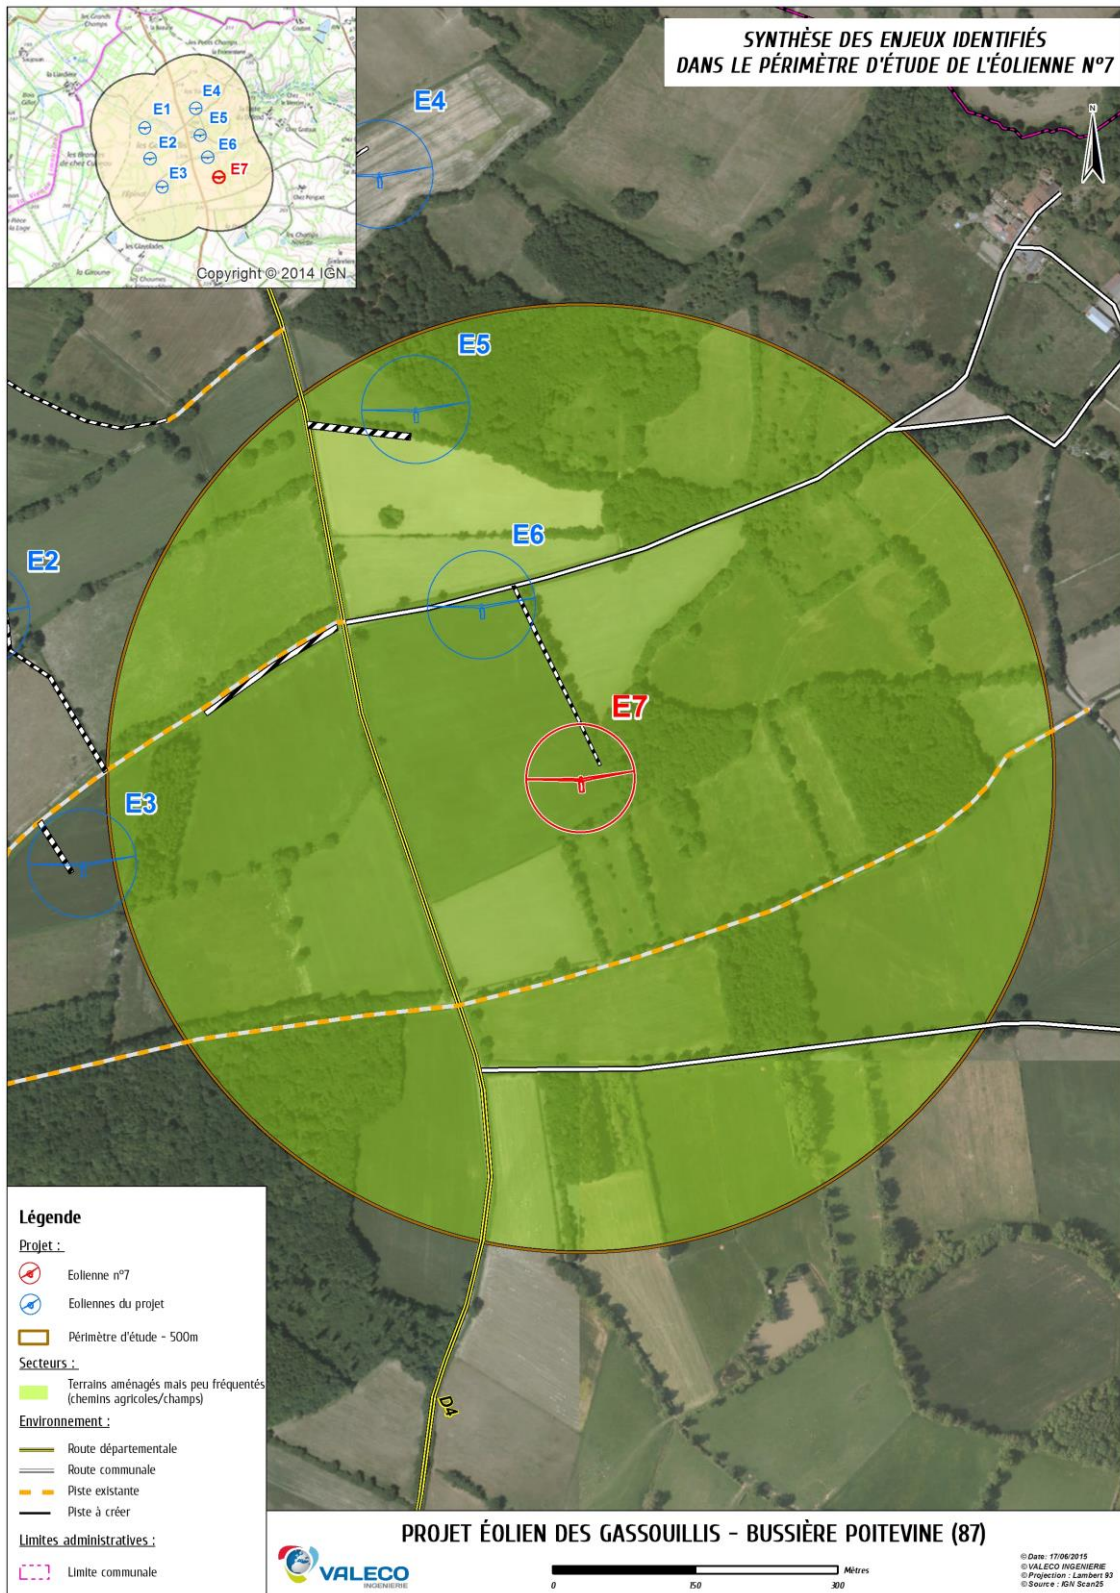 SYNTHÈSE DES ENJEUX IDENTIFIÉS
DANS LE PÉRIMÈTRE D'ÉTUDE DE L'ÉOLIENNE N°7
E1
E4
E5
E2
E6
E3
E7
Copyright © 2014 IGN
E4
N
E5
E6
E2
E7
E3
D4
Légende
Projet :
Eolienne n°7
Eoliennes du projet
Périmètre d'étude - 500m
Secteurs :
Terrains aménagés mais peu fréquentés
(chemins agricoles/champs)
Environnement :
Route départementale
Route communale
Piste existante
Piste à créer
Limites administratives :
Limite communale
PROJET ÉOLIEN DES GASSOUILLIS - BUSSIÈRE POITEVINE (87)
VALECO
INGENIERIE
Mètres
0 150 300
© Date: 17/06/2015
© VALECO INGENIERIE
© Projection : Lambert 93
© Source : IGN Scan25